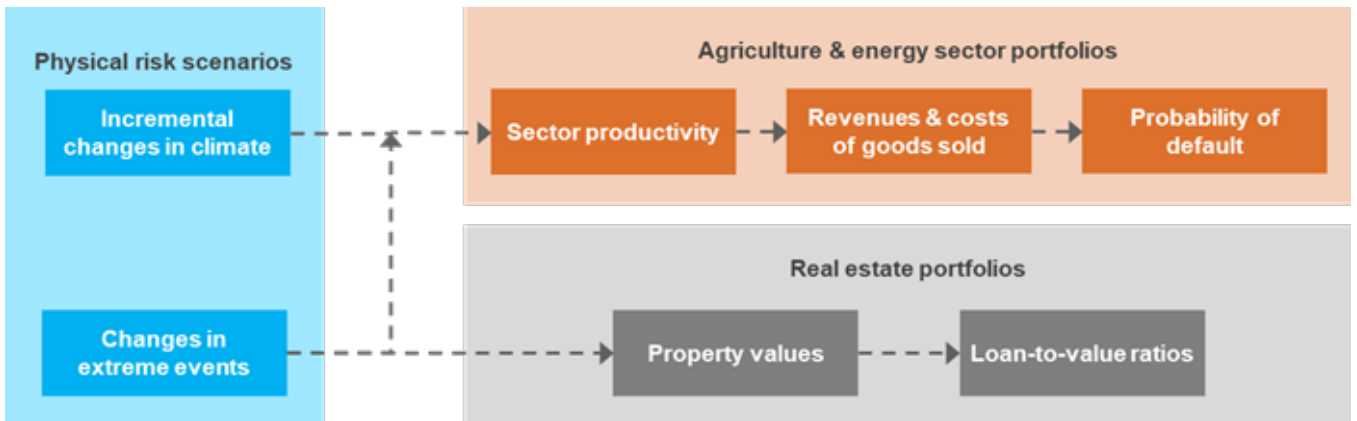 Physical risk scenarios
Incremental
changes in climate
Changes in
extreme events
Agriculture & energy sector portfolios
Sector productivity
Revenues & costs
of goods sold
Probability of
default
Real estate portfolios
Property values
Loan-to-value ratios